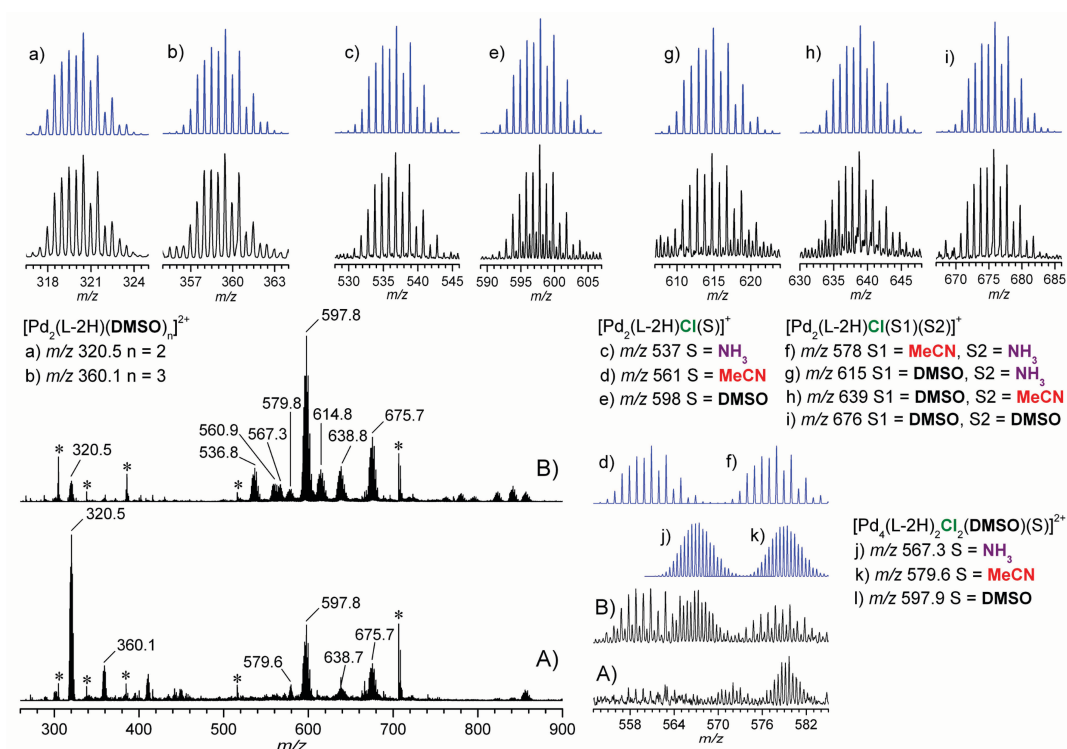 a)
b)
c)
e)
g)
h)
i)
318 321 324
m/z
357 360 363
m/z
530 535 540 545
m/z
590 595 600 605
m/z
610 615 620
m/z
630 635 640 645
m/z
670 675 680 685
m/z
[Pd₂(L-2H)(DMSO)ₙ]²⁺
a) m/z 320.5 n = 2
b) m/z 360.1 n = 3
[Pd₂(L-2H)Cl(S)]⁺
c) m/z 537 S = NH₃
d) m/z 561 S = MeCN
e) m/z 598 S = DMSO
[Pd₂(L-2H)Cl(S1)(S2)]⁺
f) m/z 578 S1 = MeCN, S2 = NH₃
g) m/z 615 S1 = DMSO, S2 = NH₃
h) m/z 639 S1 = DMSO, S2 = MeCN
i) m/z 676 S1 = DMSO, S2 = DMSO
597.8
579.8
560.9
567.3
614.8
675.7
536.8
638.8
* 320.5 * * * *
B)
320.5
597.8
360.1
675.7
579.6
638.7
* * * * *
A)
300 400 500 600 700 800 900
m/z
d)
f)
j)
k)
B)
A)
558 564 570 576 582
m/z
[Pd₄(L-2H)₂Cl₂(DMSO)(S)]²⁺
j) m/z 567.3 S = NH₃
k) m/z 579.6 S = MeCN
l) m/z 597.9 S = DMSO